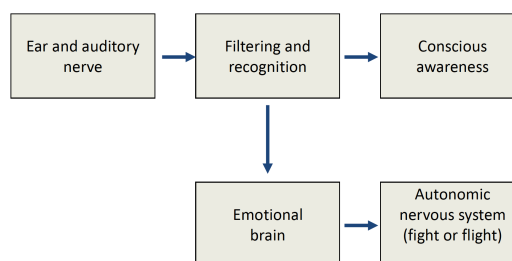 Ear and auditory
nerve
Filtering and
recognition
Conscious
awareness
Emotional
brain
Autonomic
nervous system
(fight or flight)